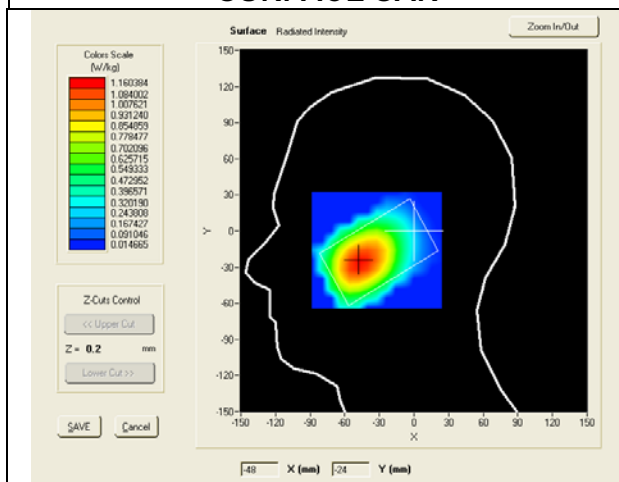 Surface Radiated Intensity
Zoom In/Out
Colors Scale
(W/kg)
1.160384
1.084002
1.007621
0.931240
0.854859
0.778477
0.702096
0.625715
0.549333
0.472952
0.396571
0.320190
0.243808
0.167427
0.091046
0.014665
Z-Cuts Control
<< Upper Cut
Z = 0.2 mm
Lower Cut >>
SAVE Cancel
150
120
90
60
30
0
-30
-60
-90
-120
-150
Y
-150 -120 -90 -60 -30 0 30 60 90 120 150
X
-48 X (mm) -24 Y (mm)